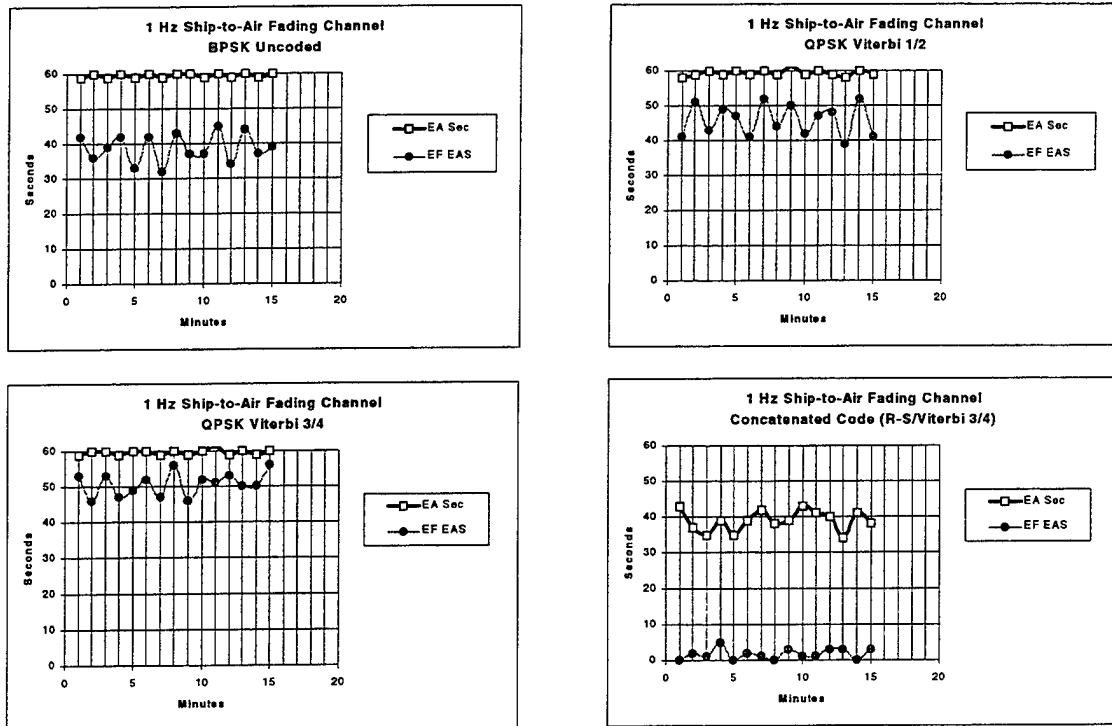 1 Hz Ship-to-Air Fading Channel
BPSK Uncoded
60
50
40
30
20
10
0
Seconds
0 5 10 15 20
Minutes
EA Sec
EF EAS
1 Hz Ship-to-Air Fading Channel
QPSK Viterbi 1/2
60
50
40
30
20
10
0
Seconds
0 5 10 15 20
Minutes
EA Sec
EF EAS
1 Hz Ship-to-Air Fading Channel
QPSK Viterbi 3/4
60
50
40
30
20
10
0
Seconds
0 5 10 15 20
Minutes
EA Sec
EF EAS
1 Hz Ship-to-Air Fading Channel
Concatenated Code (R-S/Viterbi 3/4)
60
50
40
30
20
10
0
Seconds
0 5 10 15 20
Minutes
EA Sec
EF EAS